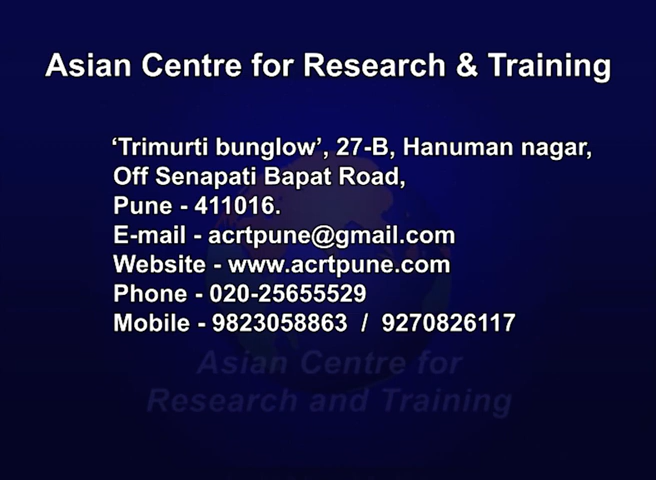 Asian Centre for Research & Training
‘Trimurti bunglow’, 27-B, Hanuman nagar,
Off Senapati Bapat Road,
Pune - 411016.
E-mail - acrtpune@gmail.com
Website - www.acrtpune.com
Phone - 020-25655529
Mobile - 9823058863 / 9270826117
Asian Centre for
Research and Training